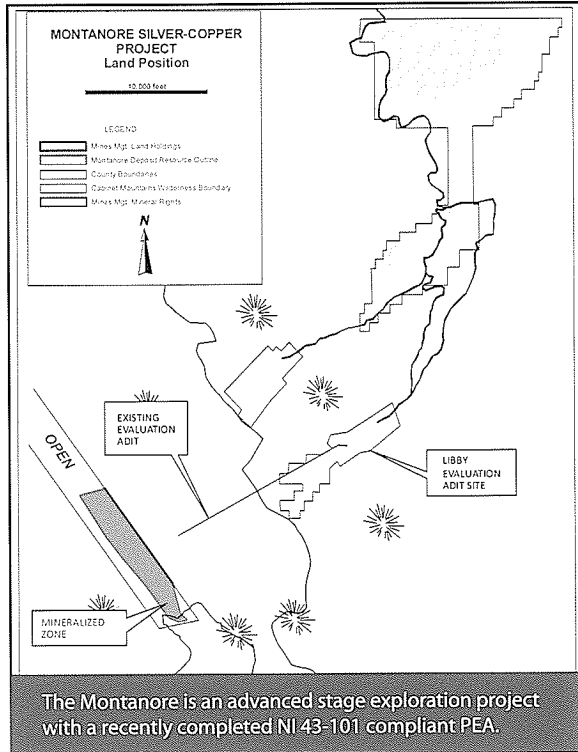 MONTANORE SILVER-COPPER
PROJECT
Land Position
10,000 feet
LEGEND
Mines Mgt. Land Holdings
Montanore Deposit Resource Outline
County Boundaries
Cabinet Mountains Wilderness Boundary
Mines Mgt. Mineral Rights
N
EXISTING
EVALUATION
ADIT
OPEN
LIBBY
EVALUATION
ADIT SITE
MINERALIZED
ZONE
The Montanore is an advanced stage exploration project
with a recently completed NI 43-101 compliant PEA.